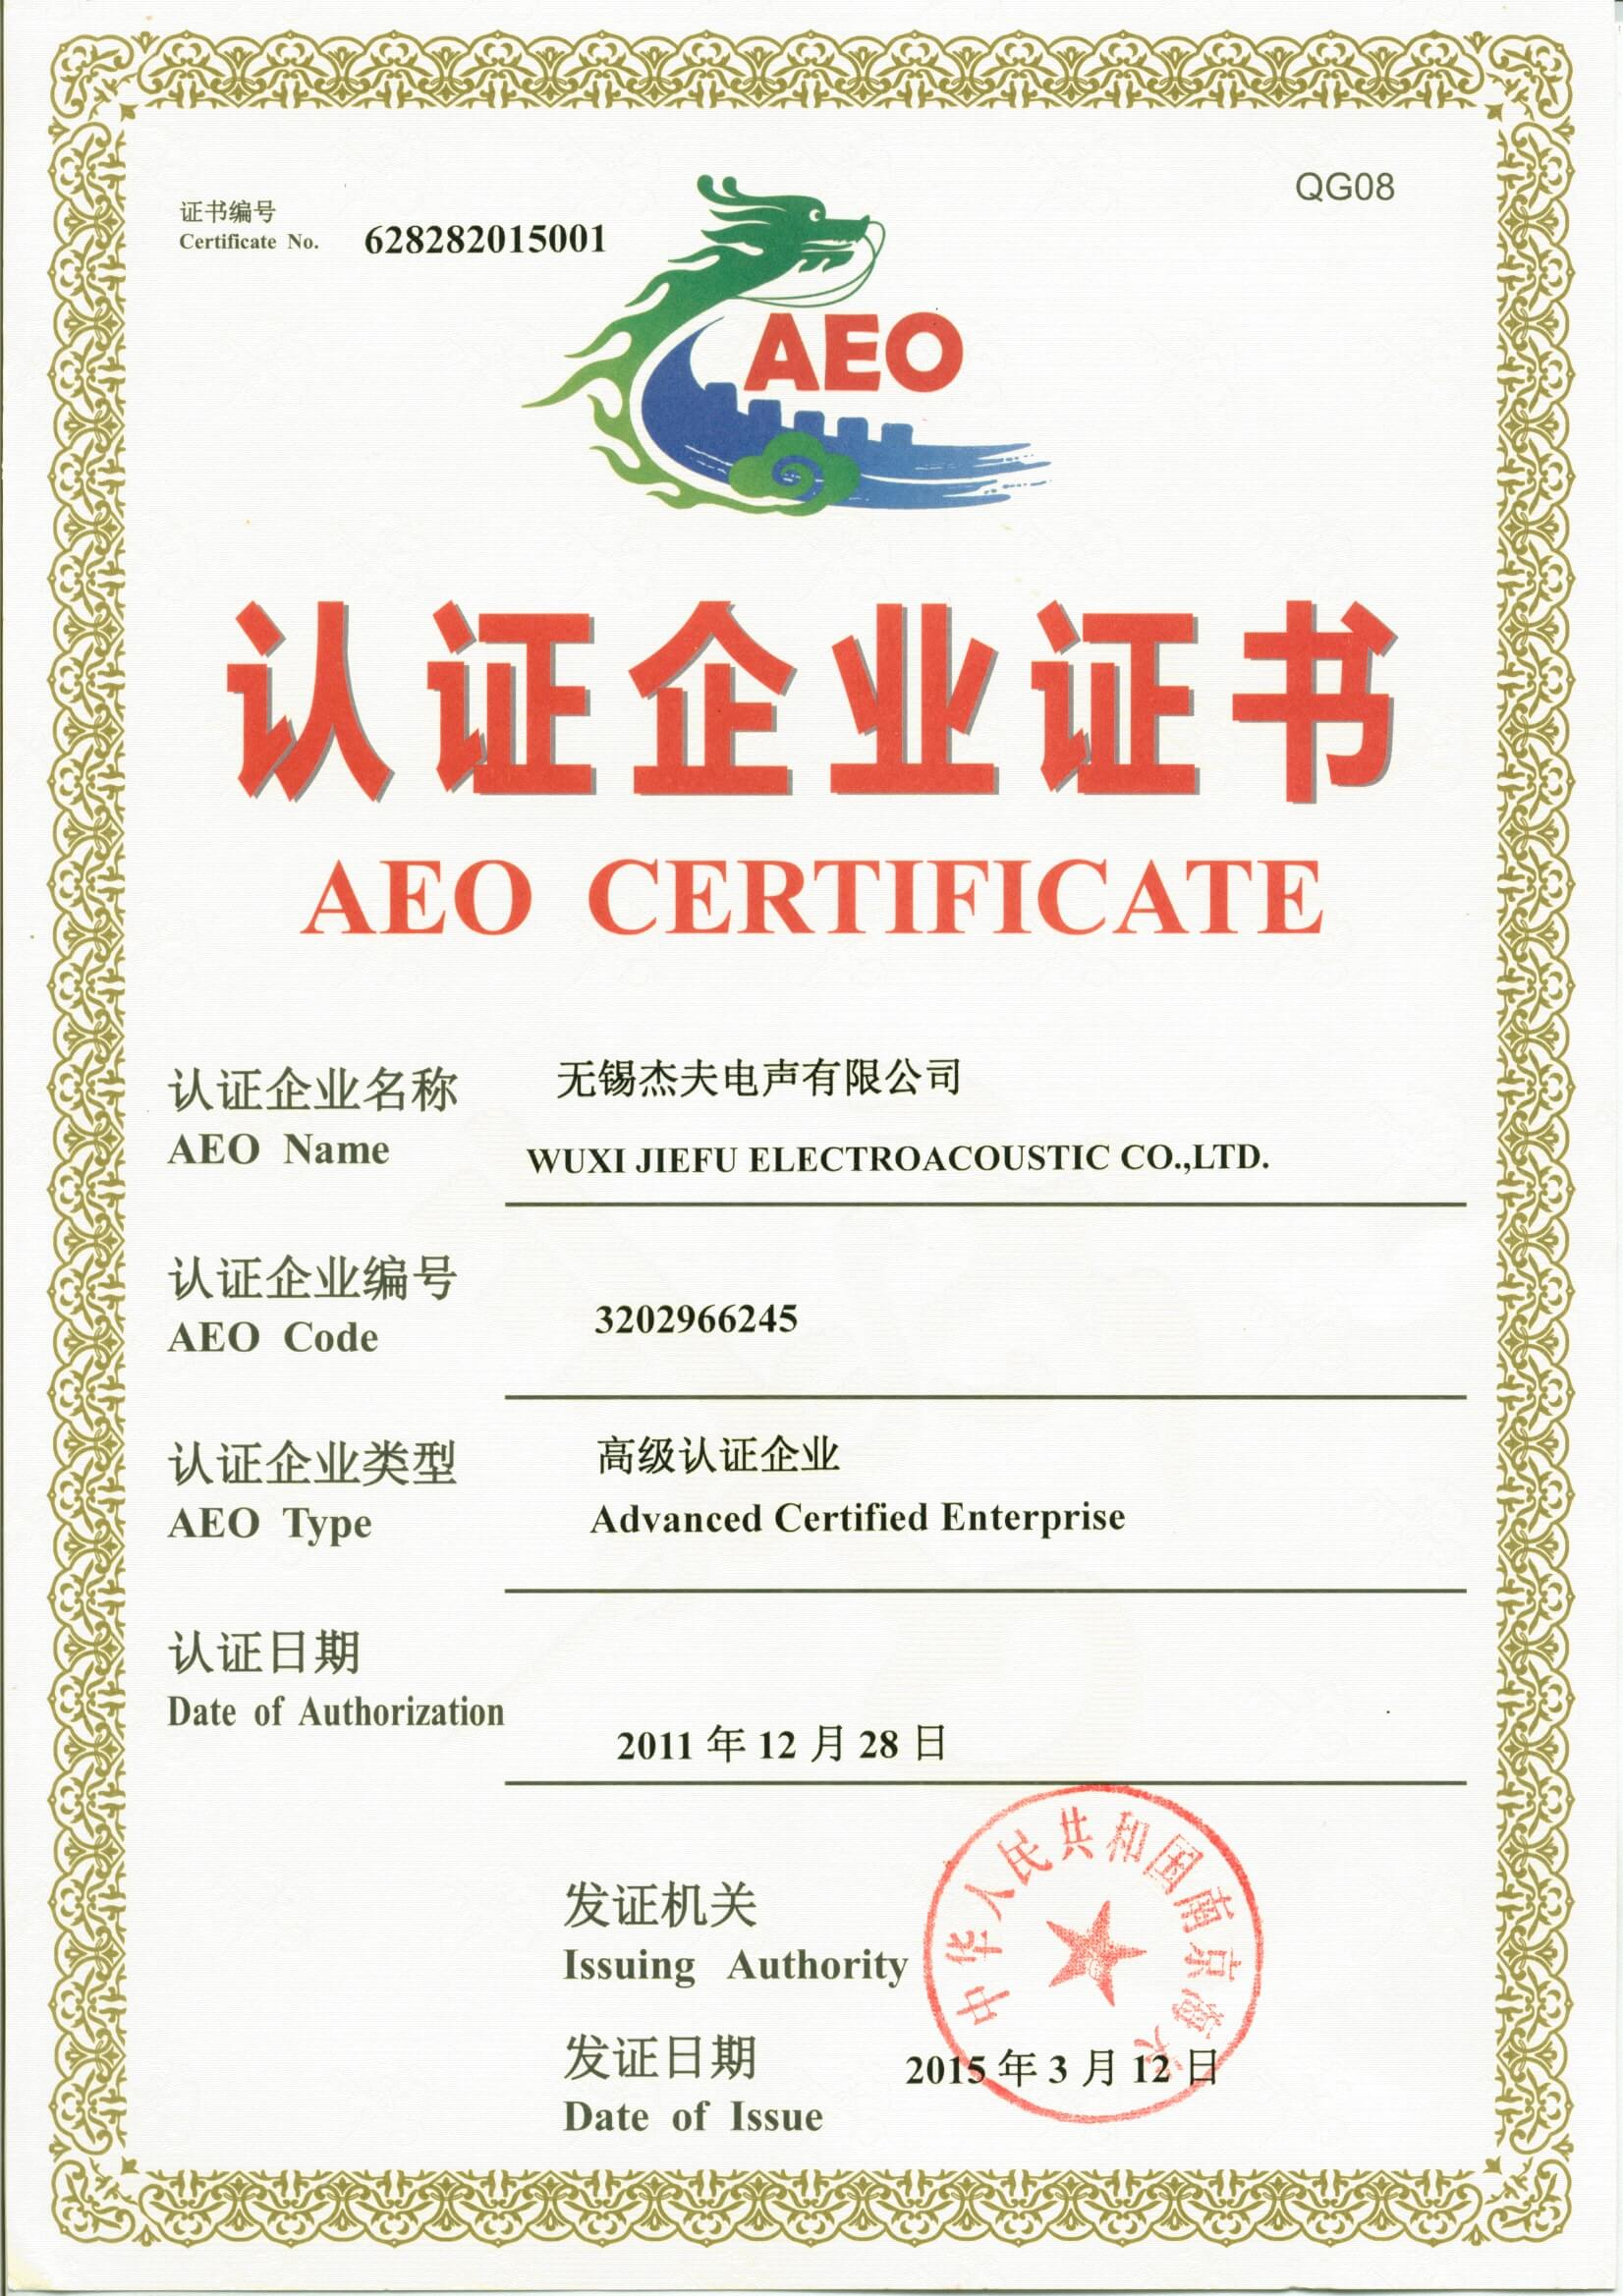 QG08
证书编号
Certificate No. 628282015001
AEO
认证企业证书
AEO CERTIFICATE
认证企业名称 无锡杰夫电声有限公司
AEO Name WUXI JIEFU ELECTROACOUSTIC CO.,LTD.
认证企业编号
AEO Code 3202966245
认证企业类型 高级认证企业
AEO Type Advanced Certified Enterprise
认证日期
Date of Authorization
2011 年 12 月 28 日
中华人民共和国南京海关
发证机关
Issuing Authority
发证日期 2015 年 3 月 12 日
Date of Issue